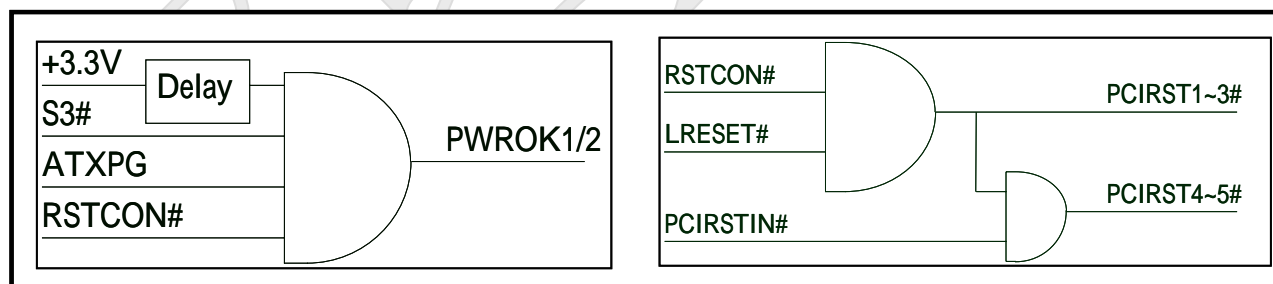 +3.3V
Delay
S3#
ATXPG
RSTCON#
PWROK1/2
RSTCON#
LRESET#
PCIRSTIN#
PCIRST1~3#
PCIRST4~5#